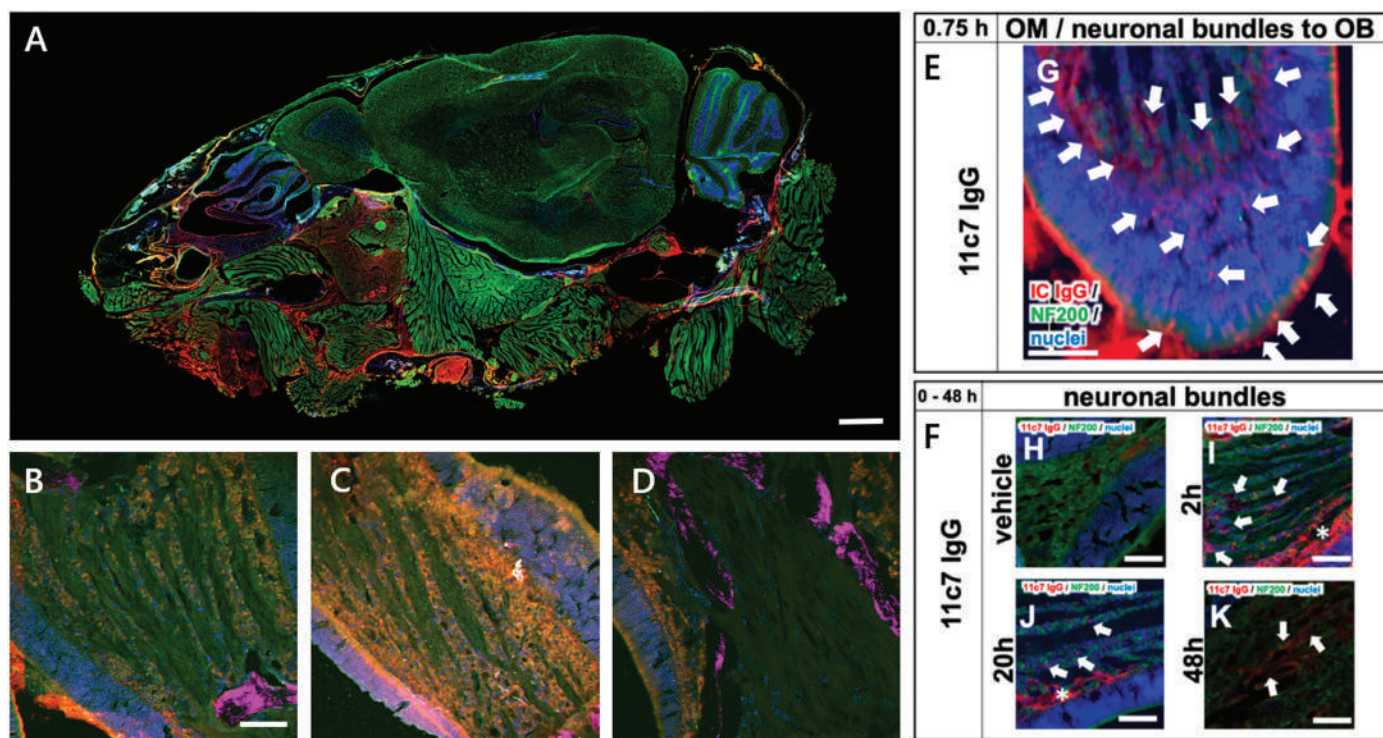 A
B
C
D
0.75 h
OM / neuronal bundles to OB
E
11c7 IgG
G
IC IgG /
NF200 /
nuclei
0 - 48 h
neuronal bundles
F
11c7 IgG
vehicle
11c7 IgG / NF200 / nuclei
H
2h
11c7 IgG / NF200 / nuclei
I
*
20h
11c7 IgG / NF200 / nuclei
J
*
48h
11c7 IgG / NF200 / nuclei
K